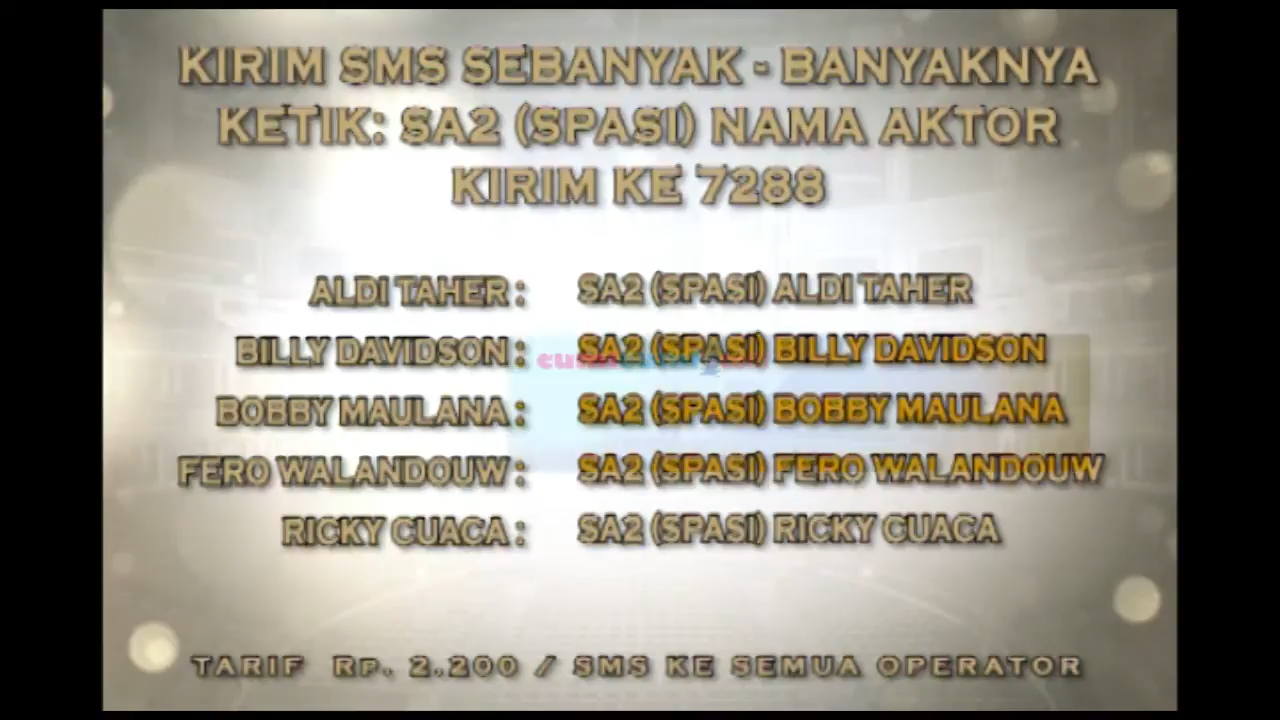 KIRIM SMS SEBANYAK - BANYAKNYA
KETIK: SA2 (SPASI) NAMA AKTOR
KIRIM KE 7288
ALDI TAHER : SA2 (SPASI) ALDI TAHER
BILLY DAVIDSON : SA2 (SPASI) BILLY DAVIDSON
BOBBY MAULANA : SA2 (SPASI) BOBBY MAULANA
FERO WALANDOUW : SA2 (SPASI) FERO WALANDOUW
RICKY CUACA : SA2 (SPASI) RICKY CUACA
TARIF Rp. 2.200 / SMS KE SEMUA OPERATOR